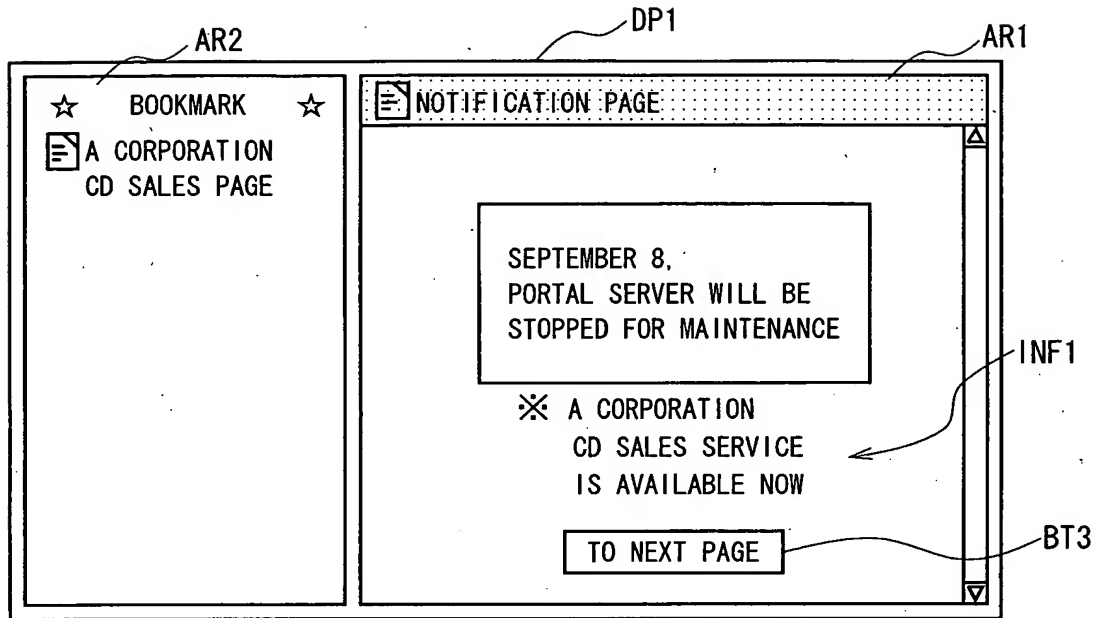 DP1
AR2
AR1
☆ BOOKMARK ☆
A CORPORATION
CD SALES PAGE
NOTIFICATION PAGE
SEPTEMBER 8,
PORTAL SERVER WILL BE
STOPPED FOR MAINTENANCE
INF1
※ A CORPORATION
CD SALES SERVICE
IS AVAILABLE NOW
TO NEXT PAGE
BT3